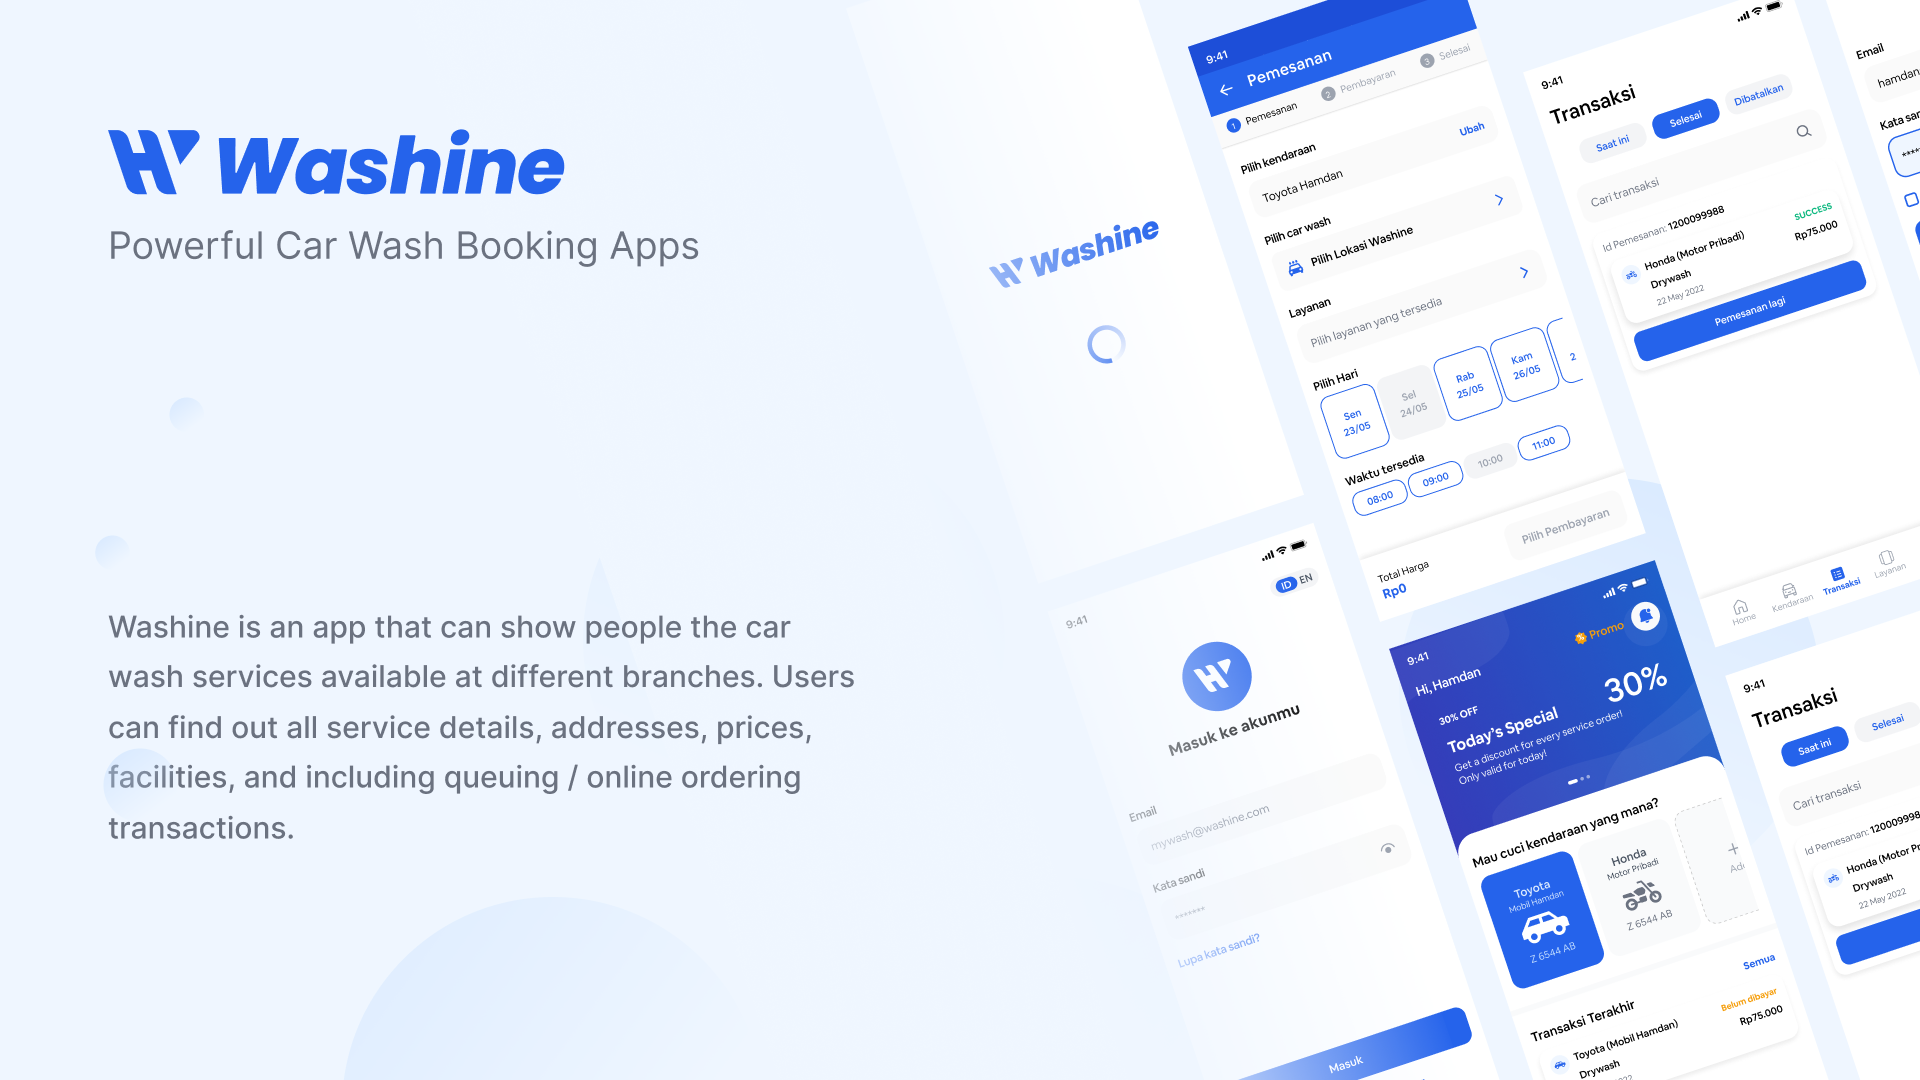 Washine
Powerful Car Wash Booking Apps
Washine is an app that can show people the car
wash services available at different branches. Users
can find out all service details, addresses, prices,
facilities, and including queuing / online ordering
transactions.
Washine
9:41
ID EN
Masuk ke akunmu
Email
mywash@washine.com
Kata sandi
*******
Lupa kata sandi?
Masuk
9:41
Pemesanan
1 Pemesanan 2 Pembayaran 3 Selesai
Pilih kendaraan Ubah
Toyota Hamdan
Pilih car wash
Pilih Lokasi Washine
Layanan
Pilih layanan yang tersedia
Pilih Hari
Sen Sel Rab Kam
23/05 24/05 25/05 26/05 2
Waktu tersedia
08:00 09:00 10:00 11:00
Total Harga
Rp0
Pilih Pembayaran
9:41
Promo
Hi, Hamdan
30% OFF
30%
Today's Special
Get a discount for every service order!
Only valid for today!
Mau cuci kendaraan yang mana?
Toyota
Mobil Hamdan
Z 6544 AB
Honda
Motor Pribadi
Z 6544 AB
+
Semua
Transaksi Terakhir
Belum dibayar
Toyota (Mobil Hamdan) Rp75.000
Drywash
9:41
Transaksi
Saat ini Selesai Dibatalkan
Cari transaksi
Id Pemesanan: 1200099988
SUCCESS
Honda (Motor Pribadi) Rp75.000
Drywash
22 May 2022
Pemesanan lagi
Home Kendaraan Transaksi Layanan
9:41
Transaksi
Saat ini Selesai
Cari transaksi
Id Pemesanan: 120009998
Honda (Motor Pr
Drywash
22 May 2022
Email
hamdan
Kata san
****